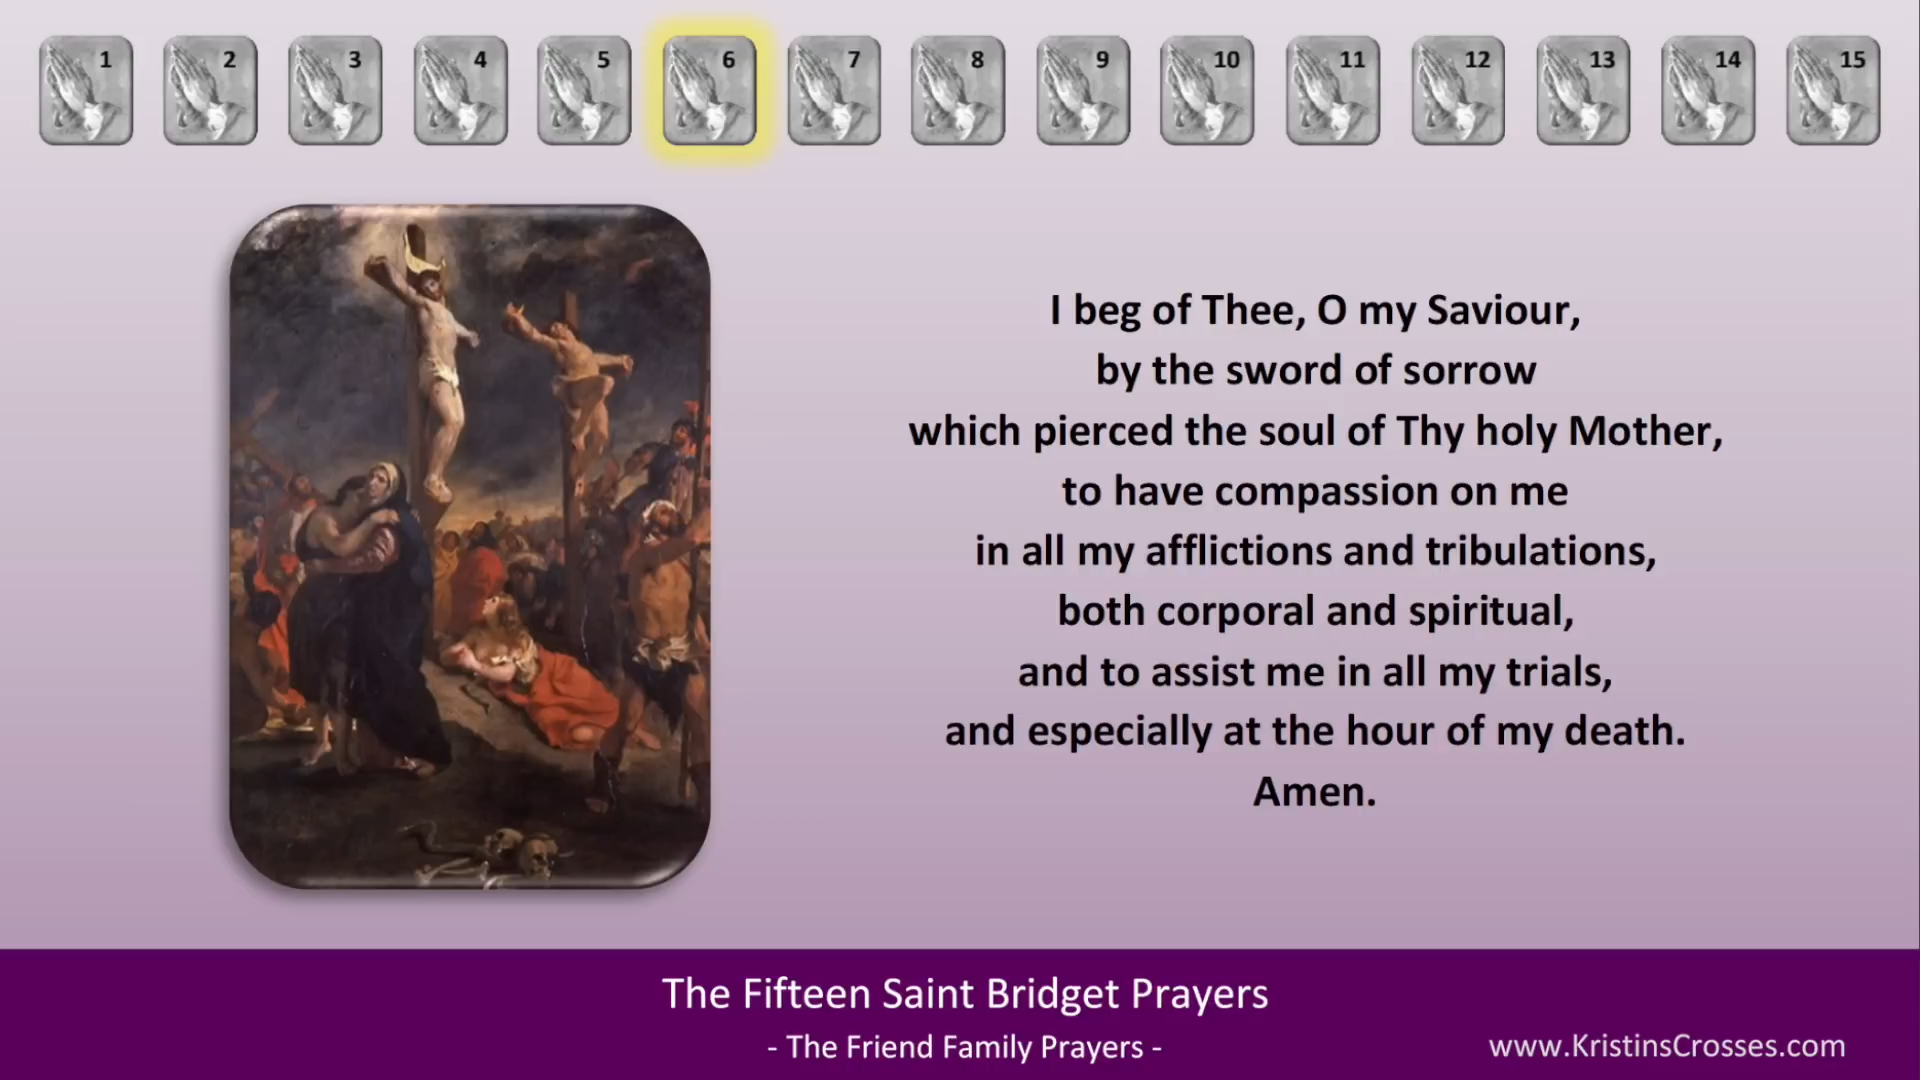 1 2 3 4 5 6 7 8 9 10 11 12 13 14 15
I beg of Thee, O my Saviour,
by the sword of sorrow
which pierced the soul of Thy holy Mother,
to have compassion on me
in all my afflictions and tribulations,
both corporal and spiritual,
and to assist me in all my trials,
and especially at the hour of my death.
Amen.
The Fifteen Saint Bridget Prayers
- The Friend Family Prayers -
www.KristinsCrosses.com